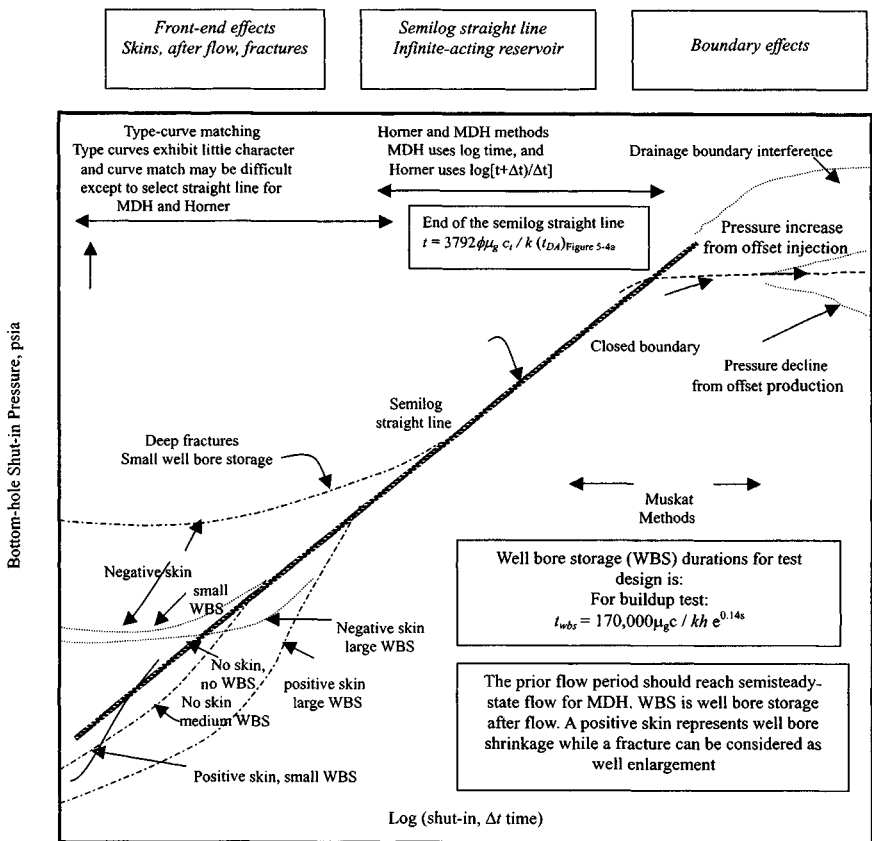 Front-end effects
Skins, after flow, fractures
Semilog straight line
Infinite-acting reservoir
Boundary effects
Type-curve matching
Type curves exhibit little character
and curve match may be difficult
except to select straight line for
MDH and Horner
Horner and MDH methods
MDH uses log time, and
Horner uses log[t+Δt)/Δt]
Drainage boundary interference
End of the semilog straight line
t = 3792ϕμg ct / k (tDA)Figure 5-4a
Pressure increase
from offset injection
Closed boundary
Pressure decline
from offset production
Semilog
straight line
Deep fractures
Small well bore storage
Muskat
Methods
Bottom-hole Shut-in Pressure, psia
Negative skin
small
WBS
Negative skin
large WBS
No skin,
no WBS
positive skin
large WBS
No skin
medium WBS
Positive skin, small WBS
Well bore storage (WBS) durations for test
design is:
For buildup test:
twbs = 170,000μgc / kh e0.14s
The prior flow period should reach semisteady-
state flow for MDH. WBS is well bore storage
after flow. A positive skin represents well bore
shrinkage while a fracture can be considered as
well enlargement
Log (shut-in, Δt time)